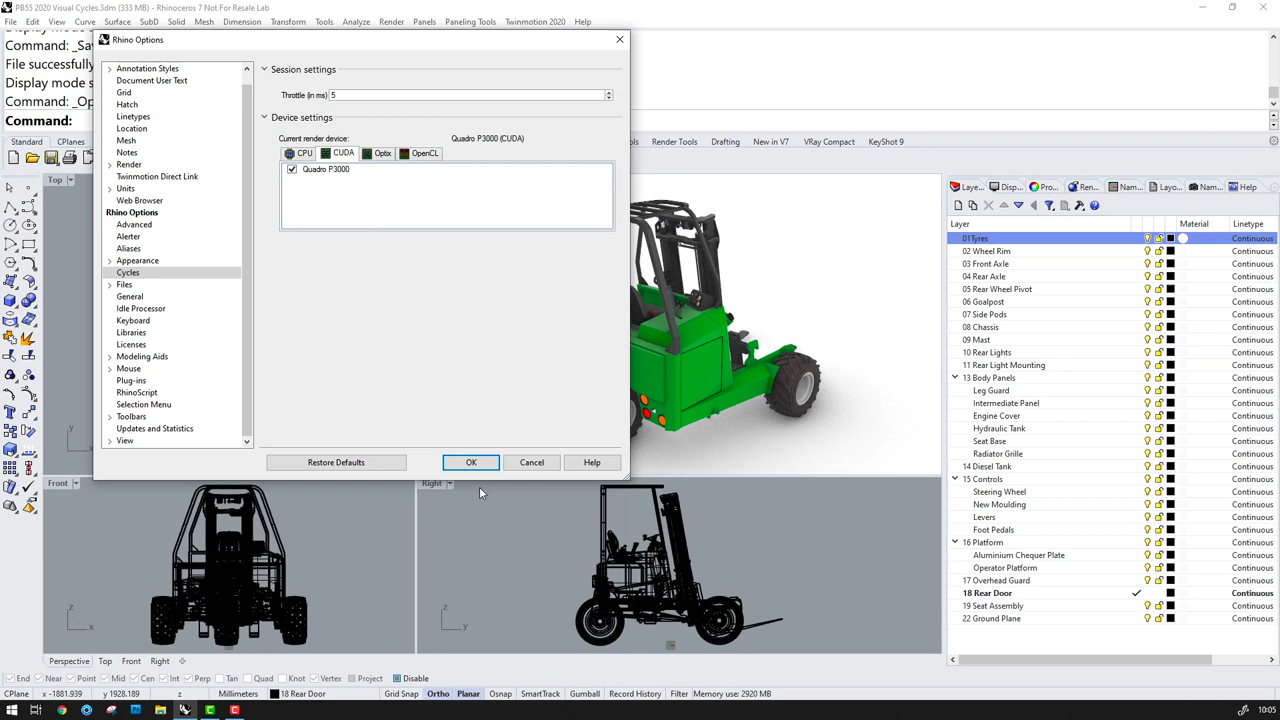 PB55 2020 Visual Cycles.3dm (333 MB) - Rhinoceros 7 Not For Resale Lab
File Edit View Curve Surface SubD Solid Mesh Dimension Transform Tools Analyze Render Panels Paneling Tools Twinmotion 2020 Help
Command: _Sa
File successfully
Display mode s
Command: _Op
Command:
Standard CPlanes
Render Tools Drafting New in V7 VRay Compact KeyShot 9
Rhino Options
Annotation Styles
Document User Text
Grid
Hatch
Linetypes
Location
Mesh
Notes
Render
Twinmotion Direct Link
Units
Web Browser
Rhino Options
Advanced
Alerter
Aliases
Appearance
Cycles
Files
General
Idle Processor
Keyboard
Libraries
Licenses
Modeling Aids
Mouse
Plug-ins
RhinoScript
Selection Menu
Toolbars
Updates and Statistics
View
Session settings
Throttle (in ms) 5
Device settings
Current render device: Quadro P3000 (CUDA)
CPU CUDA Optix OpenCL
Quadro P3000
Restore Defaults OK Cancel Help
Top
Front
Right
z
x
z
y
y
Laye... Disp... Pro... Ren... Nam... Layo... Nam... Help
Layer Material Linetype
01Tyres Continuous
02 Wheel Rim Continuous
03 Front Axle Continuous
04 Rear Axle Continuous
05 Rear Wheel Pivot Continuous
06 Goalpost Continuous
07 Side Pods Continuous
08 Chassis Continuous
09 Mast Continuous
10 Rear Lights Continuous
11 Rear Light Mounting Continuous
13 Body Panels Continuous
Leg Guard Continuous
Intermediate Panel Continuous
Engine Cover Continuous
Hydraulic Tank Continuous
Seat Base Continuous
Radiator Grille Continuous
14 Diesel Tank Continuous
15 Controls Continuous
Steering Wheel Continuous
New Moulding Continuous
Levers Continuous
Foot Pedals Continuous
16 Platform Continuous
Aluminium Chequer Plate Continuous
Operator Platform Continuous
17 Overhead Guard Continuous
18 Rear Door Continuous
19 Seat Assembly Continuous
22 Ground Plane Continuous
Perspective Top Front Right
End Near Point Mid Cen Int Perp Tan Quad Knot Vertex Project Disable
CPlane x -1881.939 y 1928.189 z Millimeters 18 Rear Door Grid Snap Ortho Planar Osnap SmartTrack Gumball Record History Filter Memory use: 2920 MB
10:05